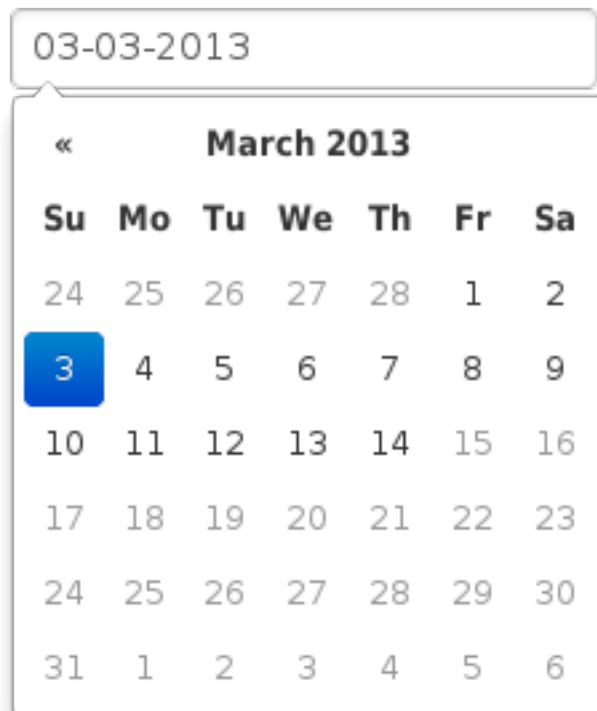 03-03-2013
« March 2013
Su Mo Tu We Th Fr Sa
24 25 26 27 28 1 2
3 4 5 6 7 8 9
10 11 12 13 14 15 16
17 18 19 20 21 22 23
24 25 26 27 28 29 30
31 1 2 3 4 5 6